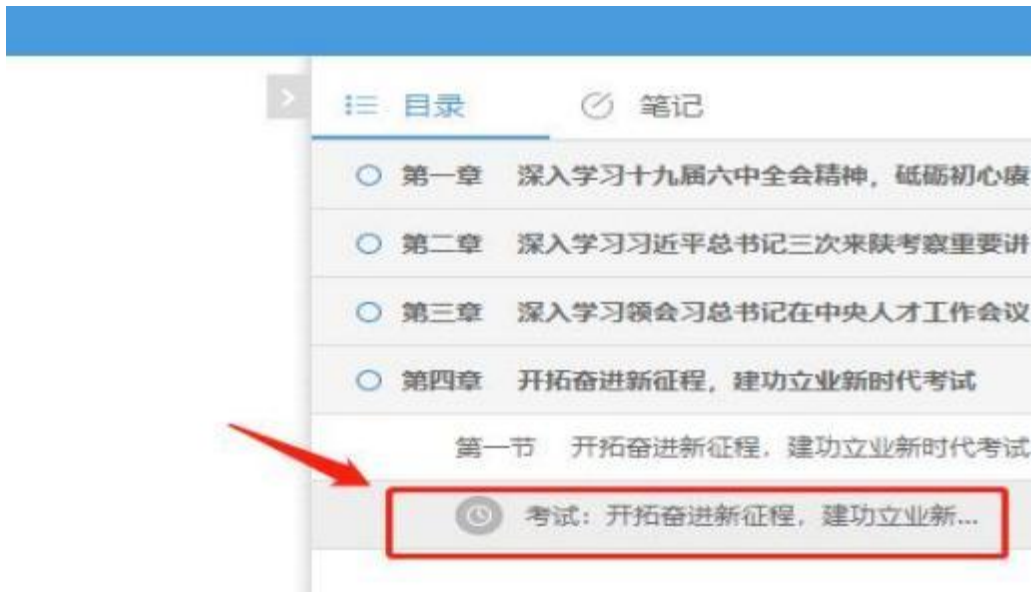 目录 笔记
第一章 深入学习十九届六中全会精神，砥砺初心赓
第二章 深入学习习近平总书记三次来陕考察重要讲
第三章 深入学习领会习总书记在中央人才工作会议
第四章 开拓奋进新征程，建功立业新时代考试
第一节 开拓奋进新征程，建功立业新时代考试
考试：开拓奋进新征程，建功立业新...